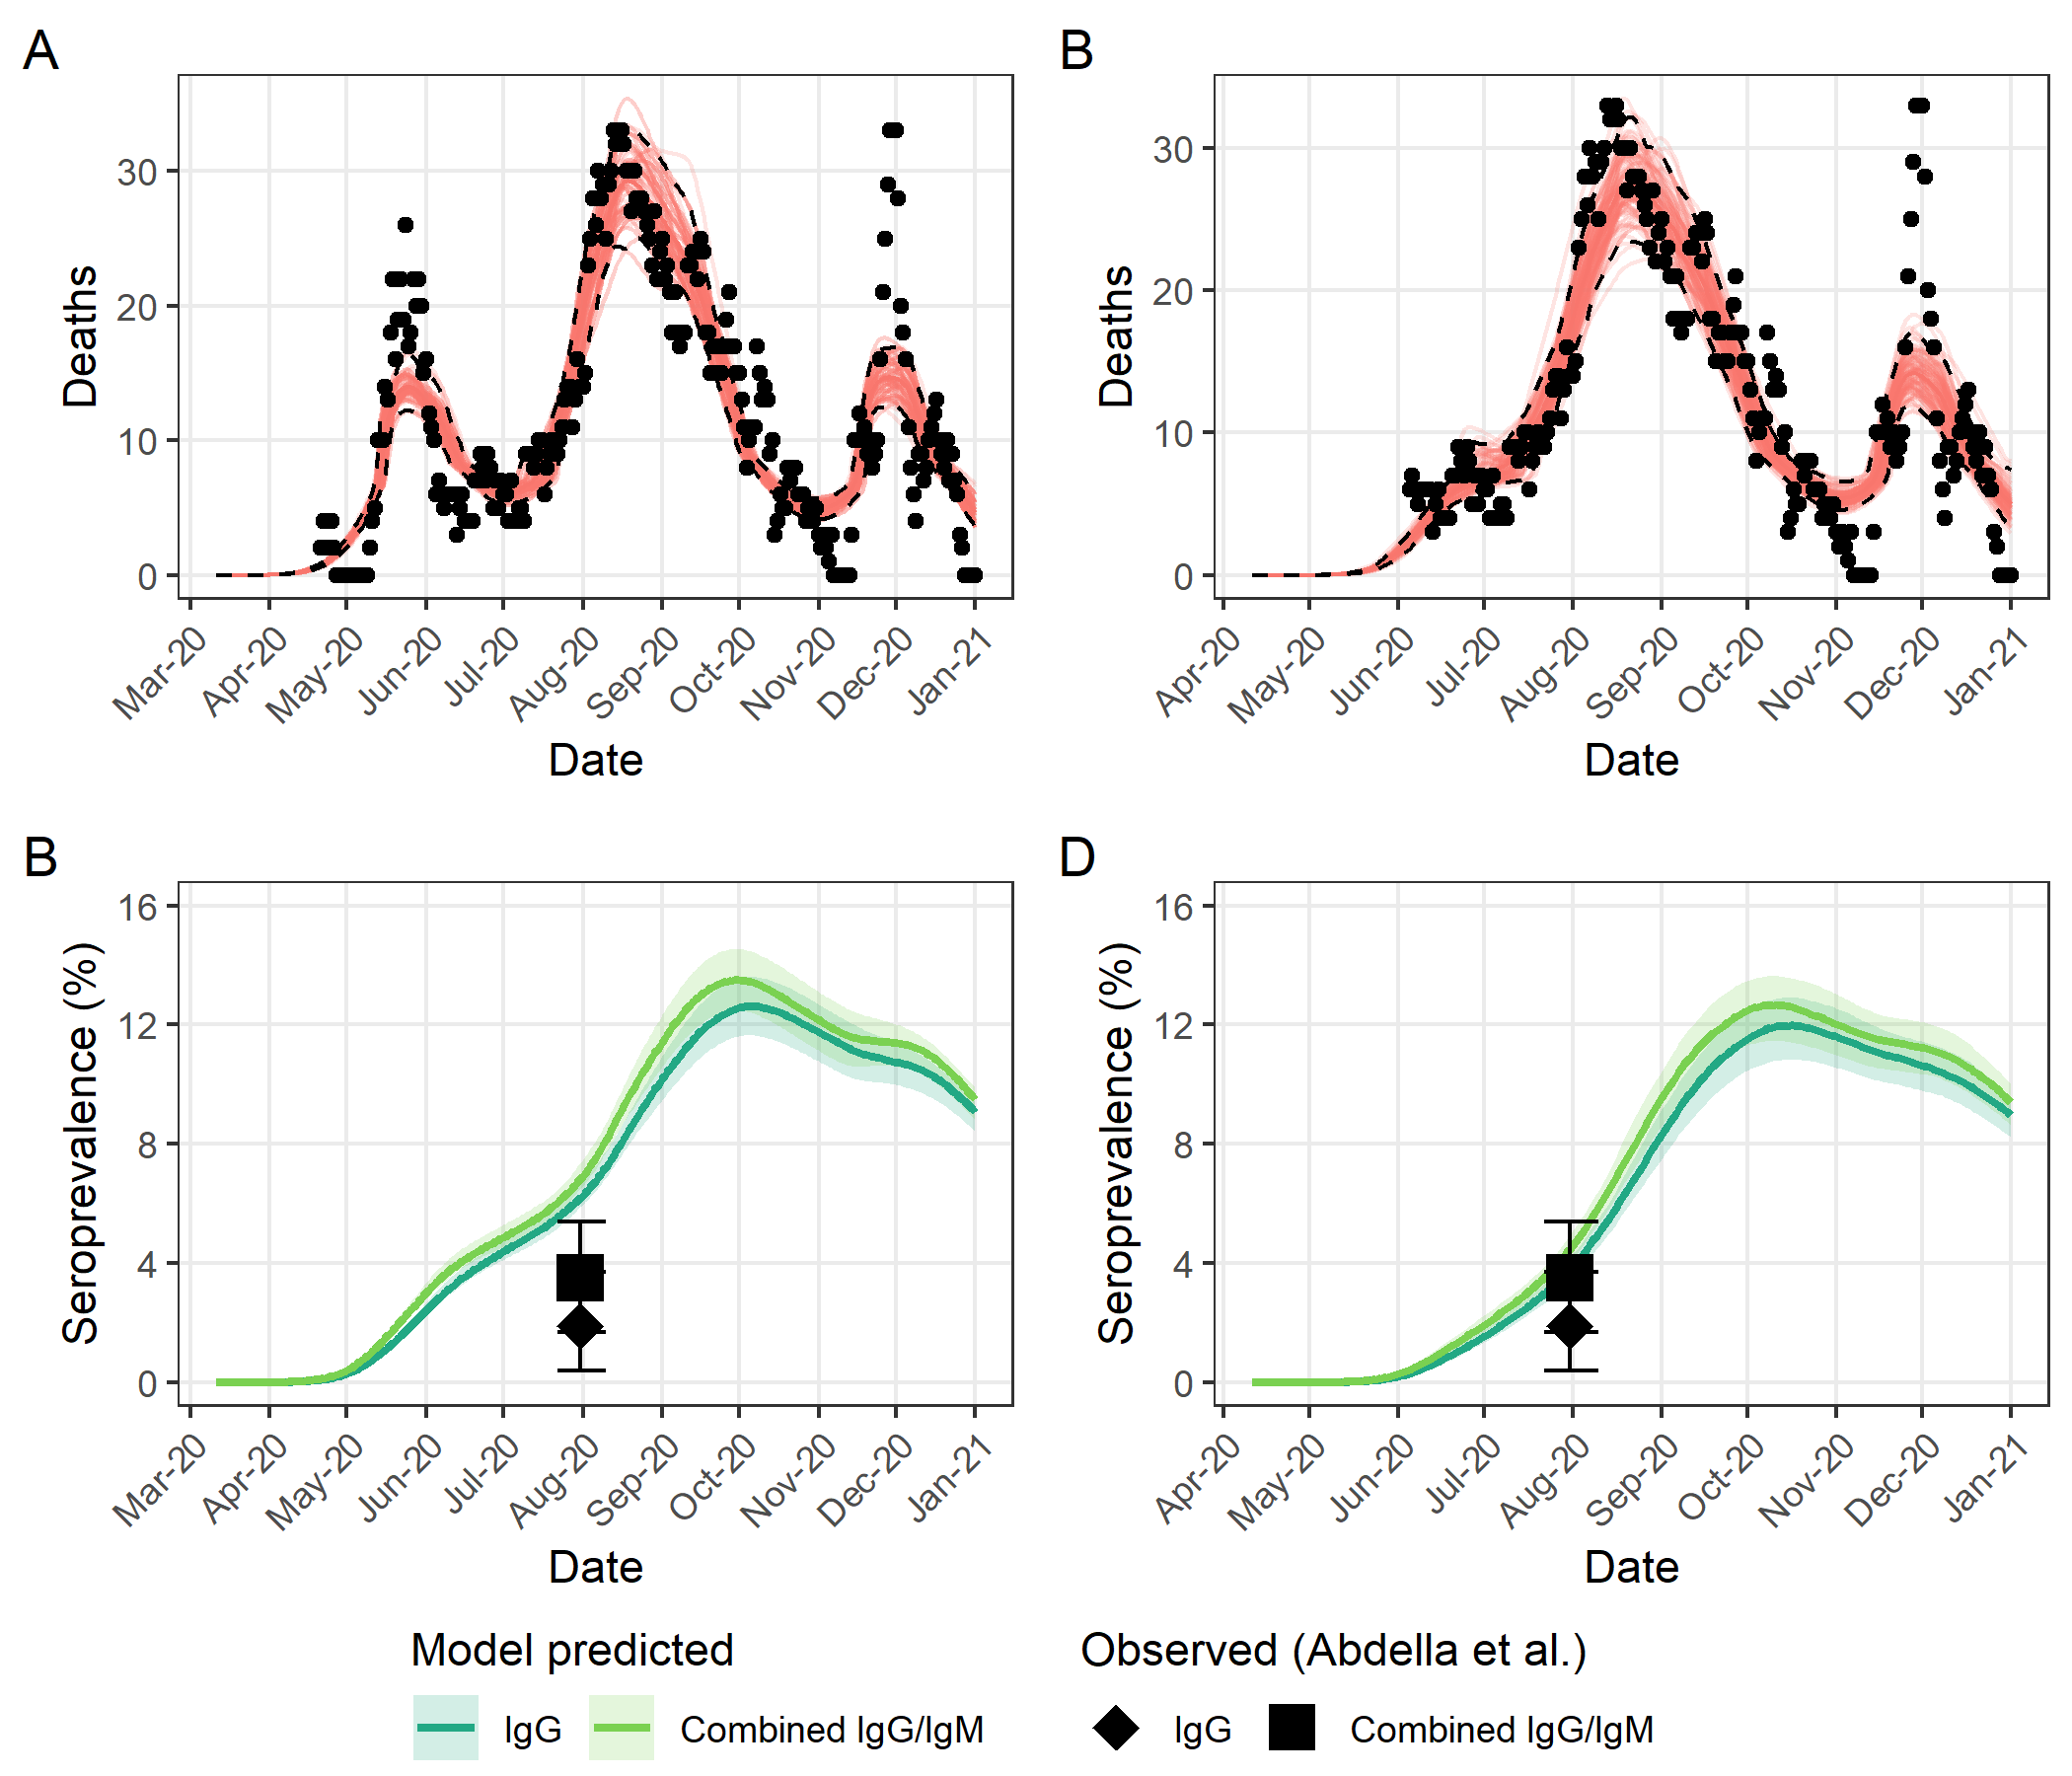 A
B
Deaths
30
20
10
0
Mar-20
Apr-20
May-20
Jun-20
Jul-20
Aug-20
Sep-20
Oct-20
Nov-20
Dec-20
Jan-21
Date
Deaths
30
20
10
0
Apr-20
May-20
Jun-20
Jul-20
Aug-20
Sep-20
Oct-20
Nov-20
Dec-20
Jan-21
Date
B
D
Seroprevalence (%)
16
12
8
4
0
Mar-20
Apr-20
May-20
Jun-20
Jul-20
Aug-20
Sep-20
Oct-20
Nov-20
Dec-20
Jan-21
Date
Seroprevalence (%)
16
12
8
4
0
Apr-20
May-20
Jun-20
Jul-20
Aug-20
Sep-20
Oct-20
Nov-20
Dec-20
Jan-21
Date
Model predicted
IgG
Combined IgG/IgM
Observed (Abdella et al.)
IgG
Combined IgG/IgM